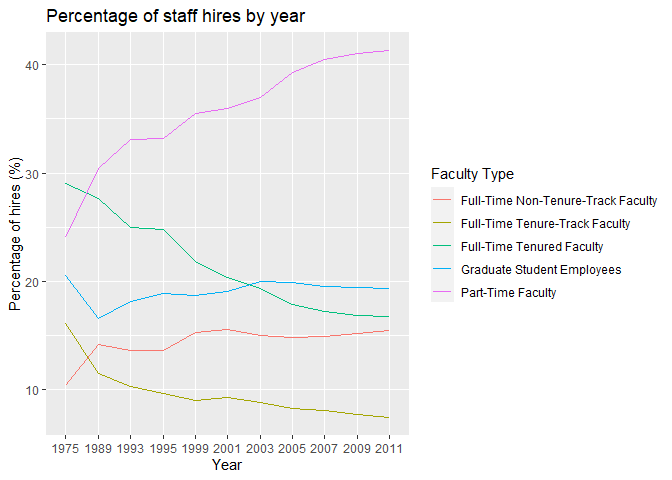 Percentage of staff hires by year
Percentage of hires (%)
40
30
20
10
1975 1989 1993 1995 1999 2001 2003 2005 2007 2009 2011
Year
Faculty Type
Full-Time Non-Tenure-Track Faculty
Full-Time Tenure-Track Faculty
Full-Time Tenured Faculty
Graduate Student Employees
Part-Time Faculty